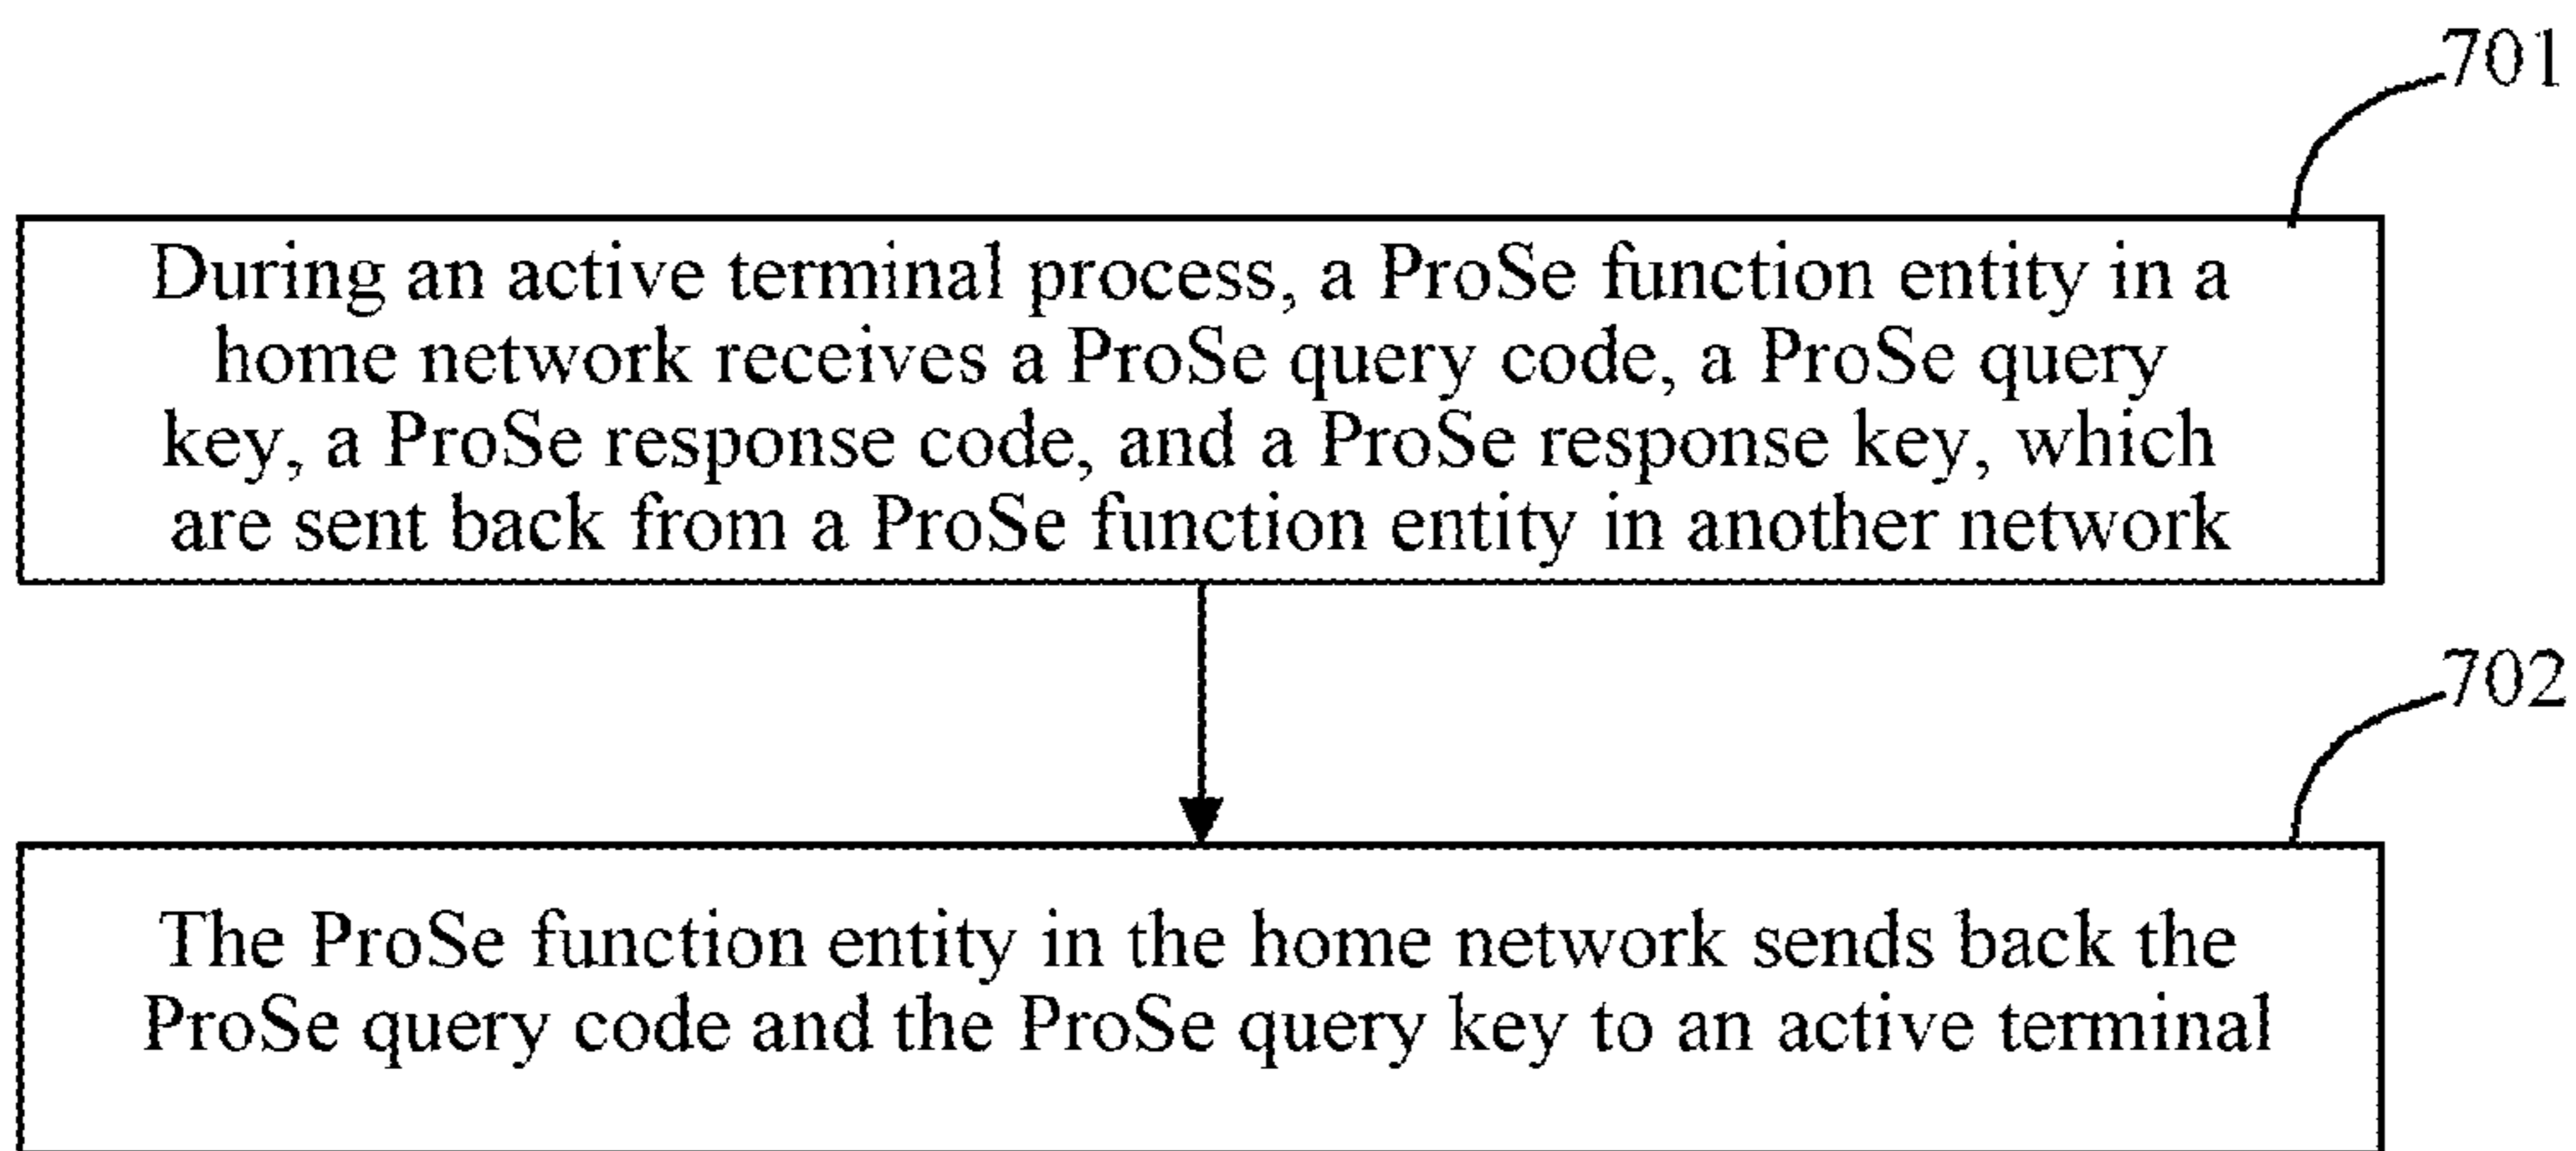 701
During an active terminal process, a ProSe function entity in a
home network receives a ProSe query code, a ProSe query
key, a ProSe response code, and a ProSe response key, which
are sent back from a ProSe function entity in another network
702
The ProSe function entity in the home network sends back the
ProSe query code and the ProSe query key to an active terminal